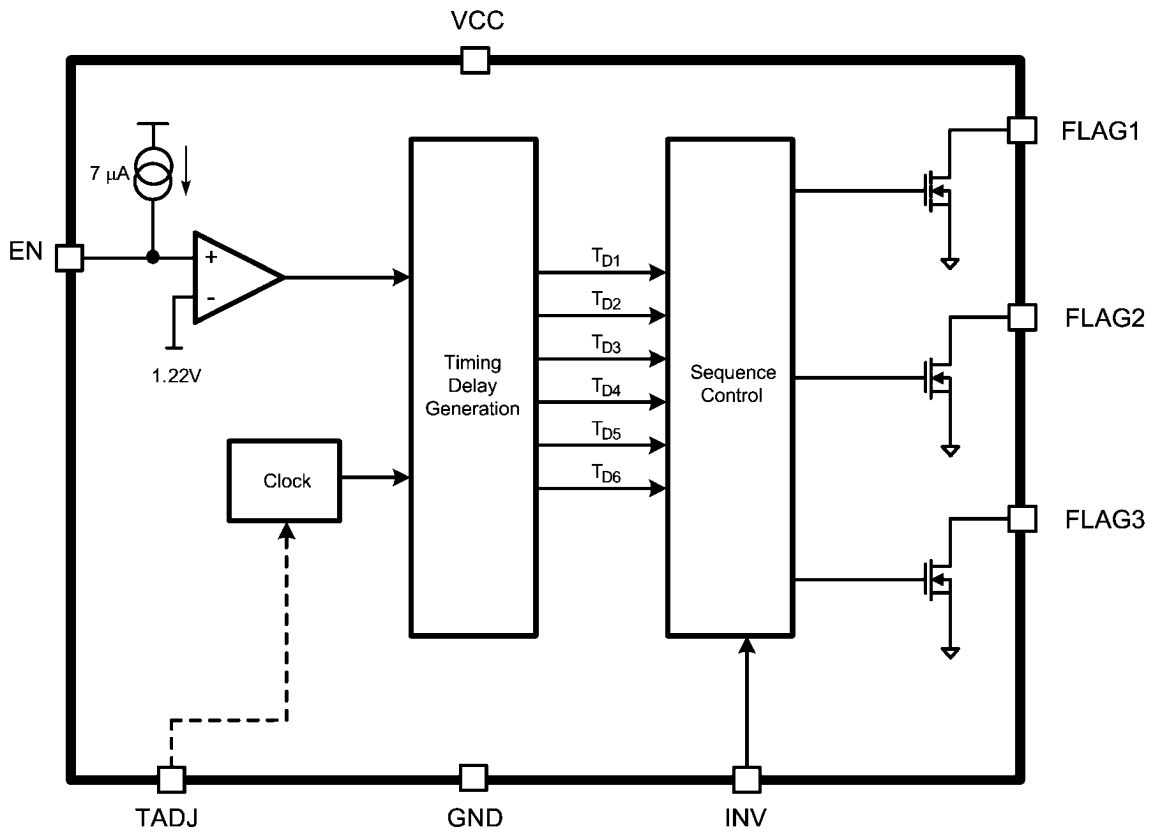 VCC
FLAG1
7 µA
EN
+
-
1.22V
TD1
TD2
TD3
TD4
TD5
TD6
Timing
Delay
Generation
Sequence
Control
FLAG2
Clock
FLAG3
TADJ
GND
INV